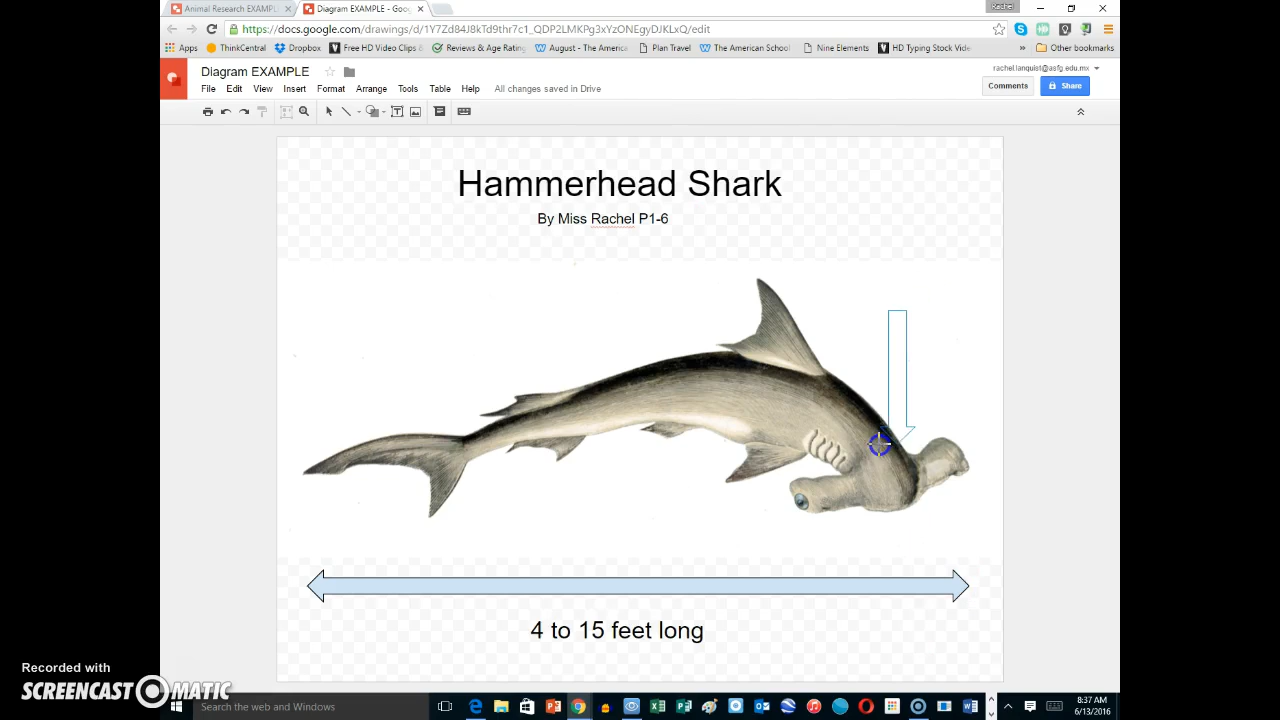 Animal Research EXAMPL
Diagram EXAMPLE - Goo
Rachel
https://docs.google.com/drawings/d/1Y7Zd84J8kTd9thr7c1_QDP2LMKPg3xYzONEgyDJKLxQ/edit
Apps
ThinkCentral
Dropbox
Free HD Video Clips &
Reviews & Age Rating
August - The America
Plan Travel
The American School
Nine Elements
HD Typing Stock Vide
»
Other bookmarks
Diagram EXAMPLE
rachel.lanquist@asfg.edu.mx
File Edit View Insert Format Arrange Tools Table Help All changes saved in Drive
Comments
Share
Hammerhead Shark
By Miss Rachel P1-6
4 to 15 feet long
Recorded with
SCREENCAST O MATIC
Search the web and Windows
8:37 AM
6/13/2016